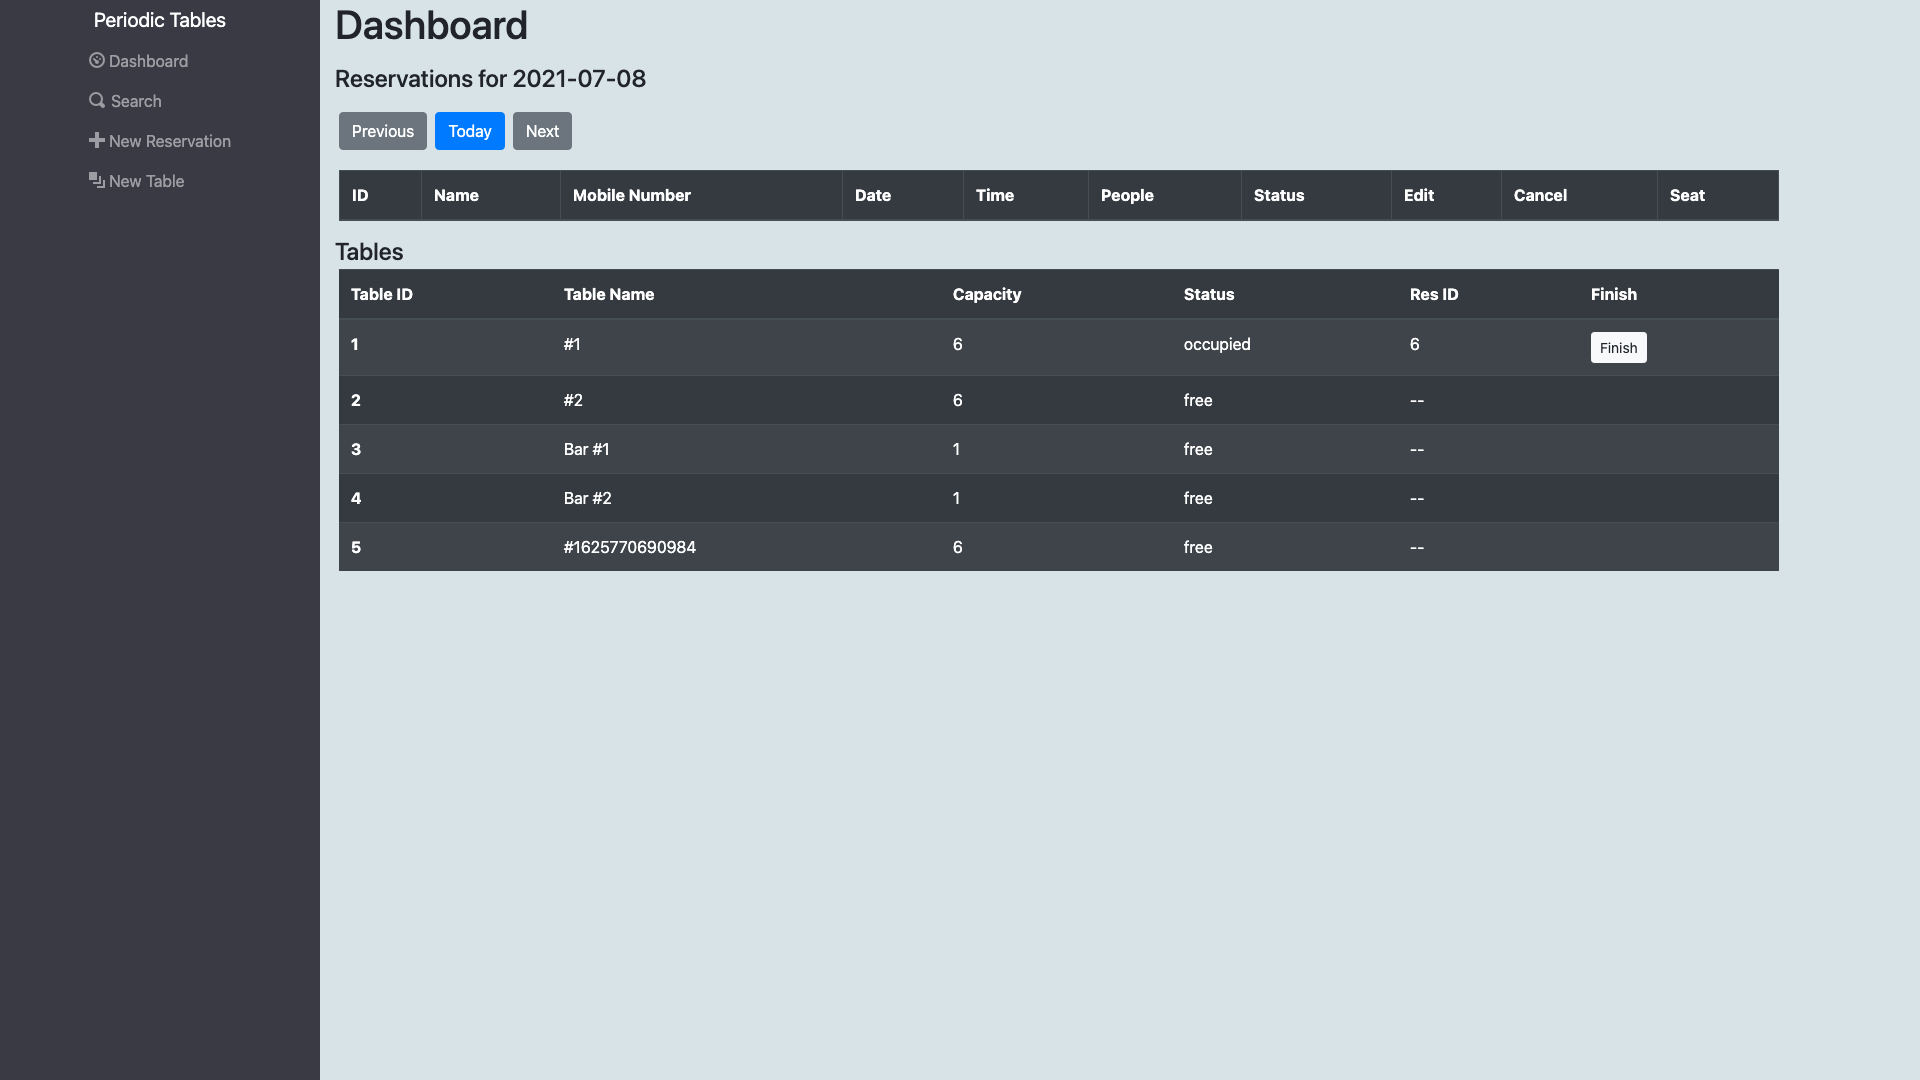 Periodic Tables
Dashboard
Search
New Reservation
New Table
Dashboard
Reservations for 2021-07-08
Previous Today Next
ID Name Mobile Number Date Time People Status Edit Cancel Seat
Tables
Table ID Table Name Capacity Status Res ID Finish
1 #1 6 occupied 6 Finish
2 #2 6 free --
3 Bar #1 1 free --
4 Bar #2 1 free --
5 #1625770690984 6 free --